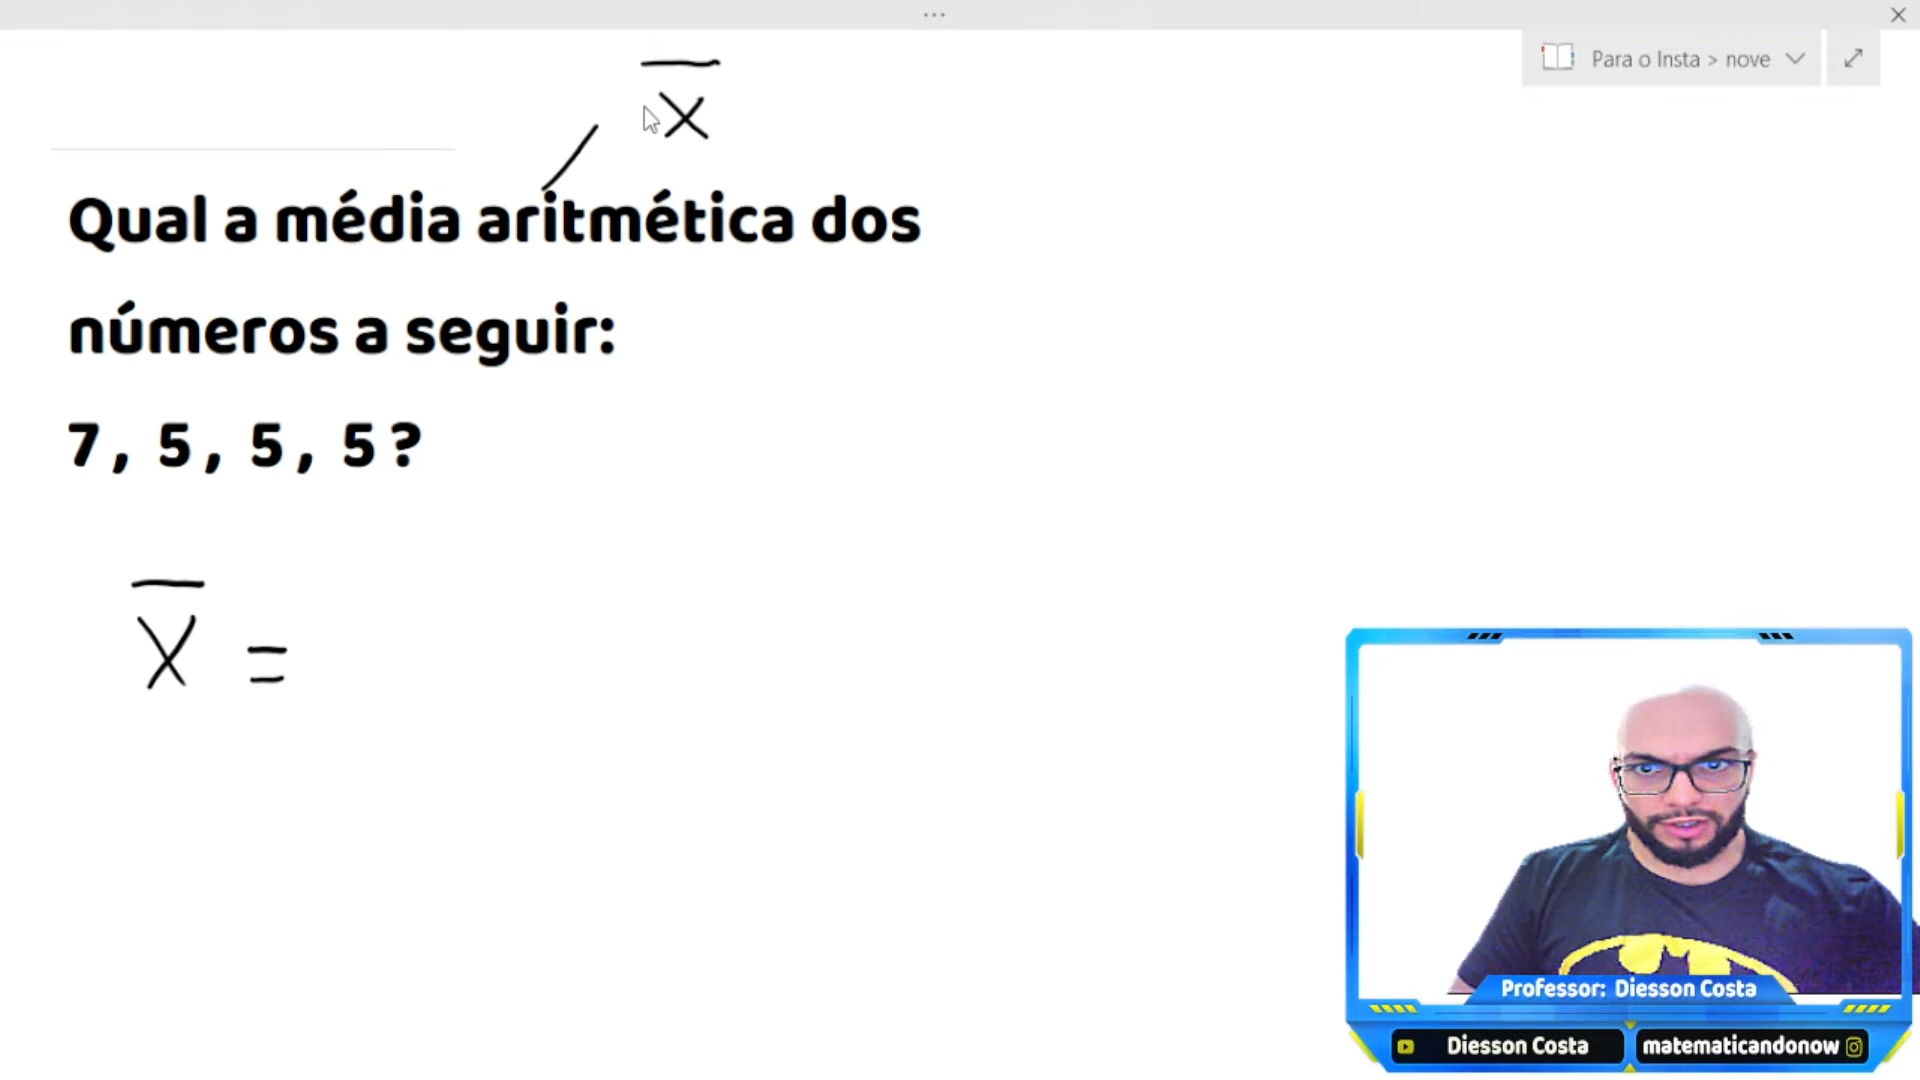 ...
Para o Insta > nove
x̄
Qual a média aritmética dos
números a seguir:
7, 5, 5, 5?
x̄ =
Professor: Diesson Costa
Diesson Costa
matematicandonow